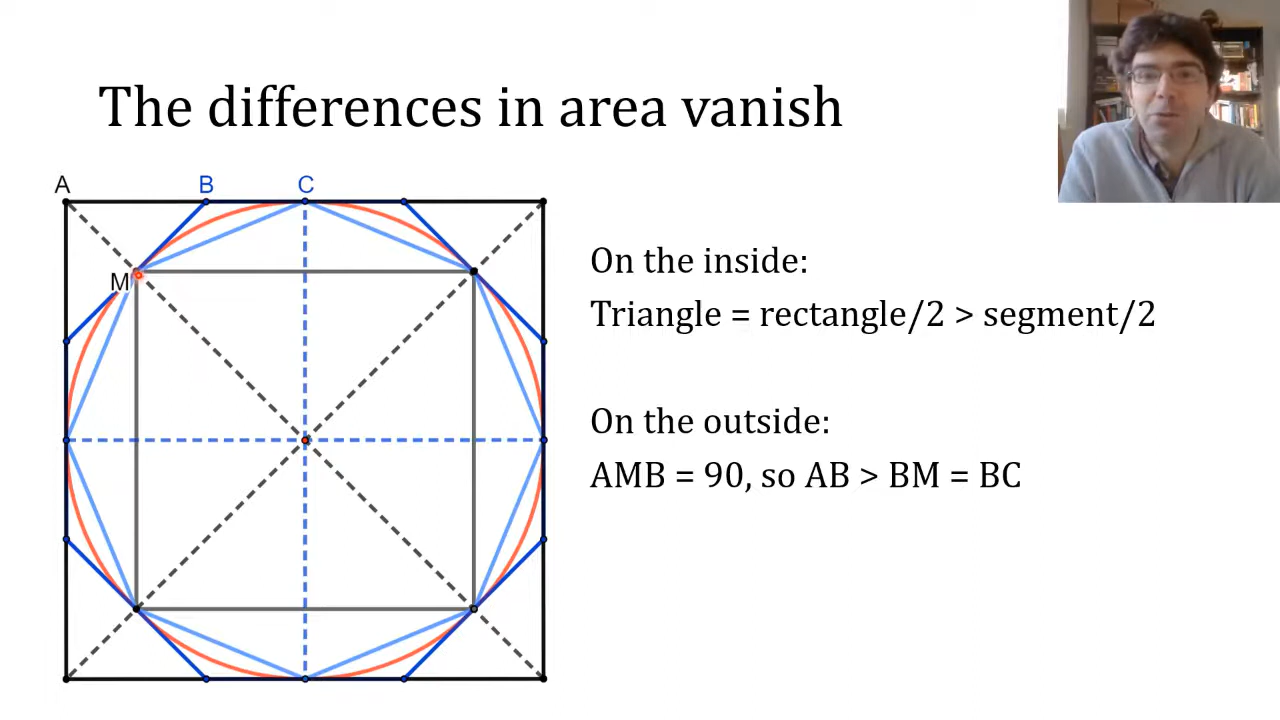 The differences in area vanish
A B C
M
On the inside:
Triangle = rectangle/2 > segment/2
On the outside:
AMB = 90, so AB > BM = BC